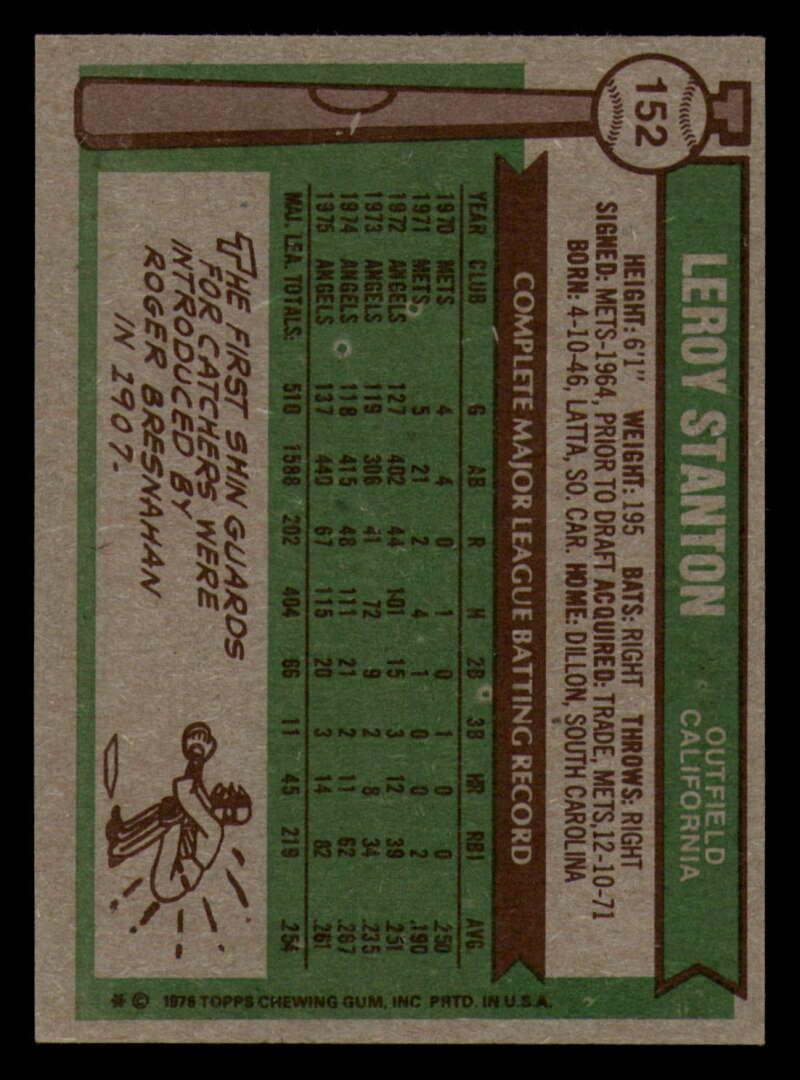 152
LEROY STANTON
OUTFIELD
CALIFORNIA
HEIGHT: 6'1" WEIGHT: 195 BATS: RIGHT THROWS: RIGHT
SIGNED: METS-1964, PRIOR TO DRAFT ACQUIRED: TRADE, METS, 12-10-71
BORN: 4-10-46, LATTA, SO. CAR. HOME: DILLON, SOUTH CAROLINA
COMPLETE MAJOR LEAGUE BATTING RECORD
YEAR CLUB G AB R H 2B 3B HR RBI AVG.
1970 METS 4 4 0 1 0 1 0 0 .250
1971 METS 5 21 2 4 1 0 0 2 .190
1972 ANGELS 127 402 44 101 15 3 12 39 .251
1973 ANGELS 119 306 41 72 9 2 8 34 .235
1974 ANGELS 118 415 48 111 21 2 11 62 .267
1975 ANGELS 137 440 67 115 20 3 14 82 .261
MAJ. LEA. TOTALS: 510 1588 202 404 66 11 45 219 .254
THE FIRST SHIN GUARDS
FOR CATCHERS WERE
INTRODUCED BY
ROGER BRESNAHAN
IN 1907.
* © 1976 TOPPS CHEWING GUM, INC. PRTD. IN U.S.A.